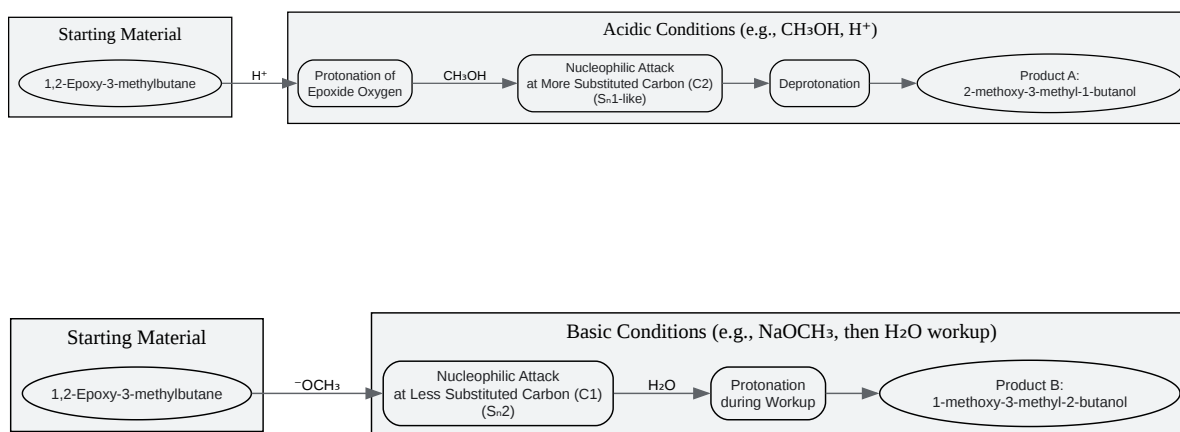 Starting Material
1,2-Epoxy-3-methylbutane
H⁺
Acidic Conditions (e.g., CH₃OH, H⁺)
Protonation of
Epoxide Oxygen
CH₃OH
Nucleophilic Attack
at More Substituted Carbon (C2)
(Sₙ1-like)
Deprotonation
Product A:
2-methoxy-3-methyl-1-butanol
Starting Material
1,2-Epoxy-3-methylbutane
⁻OCH₃
Basic Conditions (e.g., NaOCH₃, then H₂O workup)
Nucleophilic Attack
at Less Substituted Carbon (C1)
(Sₙ2)
H₂O
Protonation
during Workup
Product B:
1-methoxy-3-methyl-2-butanol